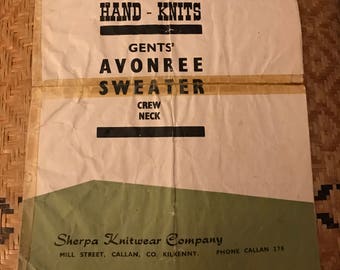 HAND - KNITS
GENTS'
AVONREE
SWEATER
CREW
NECK
Sherpa Knitwear Company
MILL STREET, CALLAN, CO. KILKENNY. PHONE CALLAN 176